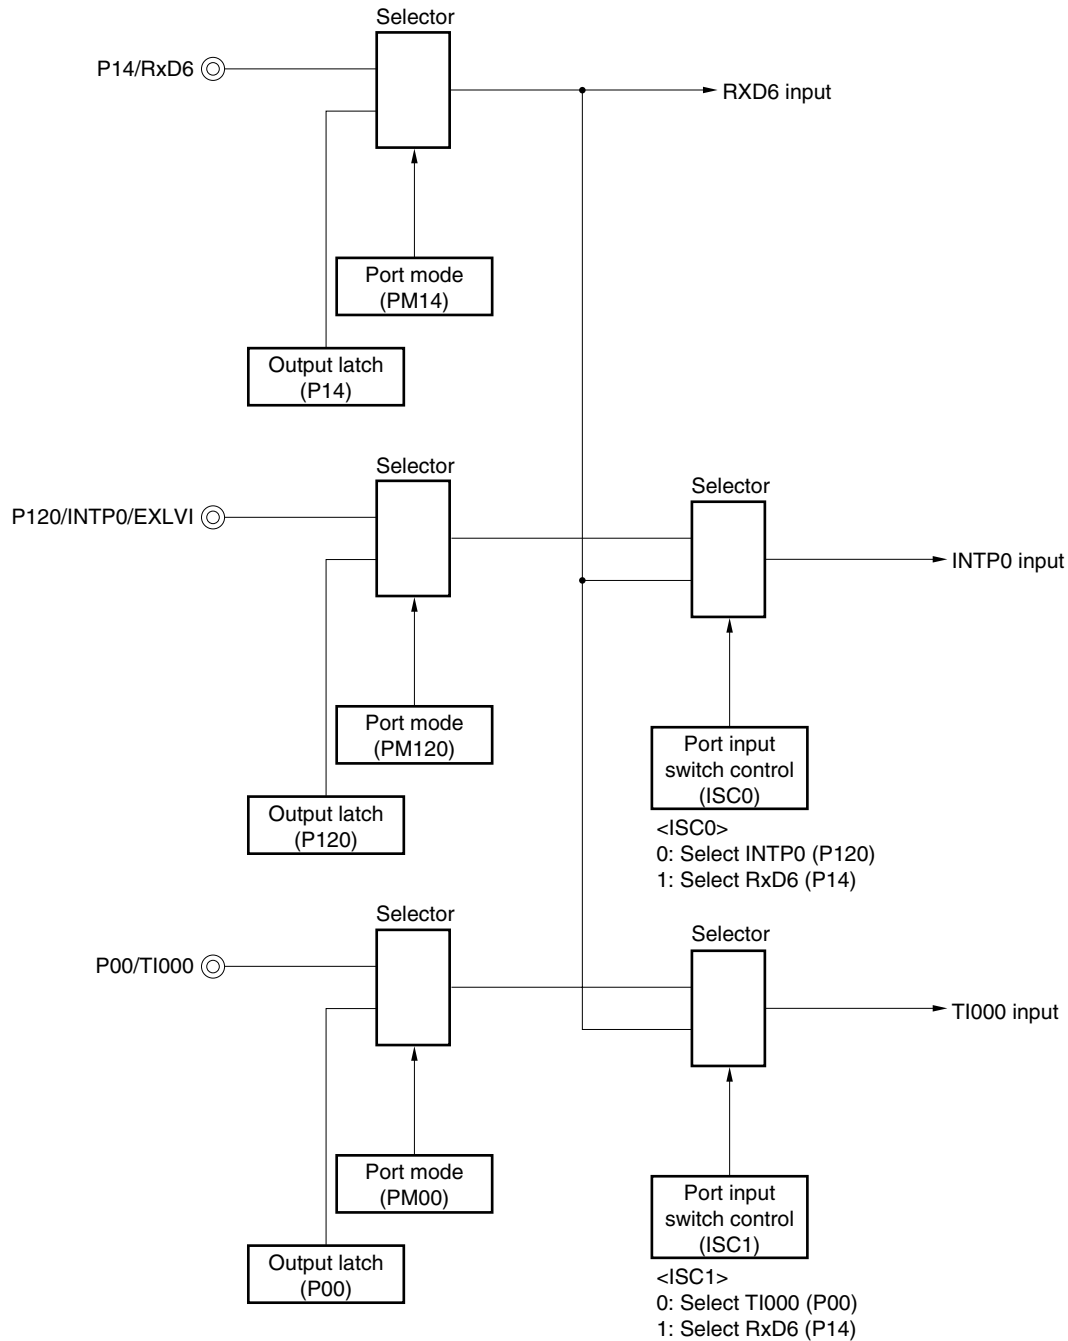 Selector
P14/RxD6
RXD6 input
Port mode
(PM14)
Output latch
(P14)
Selector
P120/INTP0/EXLVI
Selector
INTP0 input
Port mode
(PM120)
Port input
switch control
(ISC0)
Output latch
(P120)
<ISC0>
0: Select INTP0 (P120)
1: Select RxD6 (P14)
Selector
P00/TI000
Selector
TI000 input
Port mode
(PM00)
Port input
switch control
(ISC1)
Output latch
(P00)
<ISC1>
0: Select TI000 (P00)
1: Select RxD6 (P14)